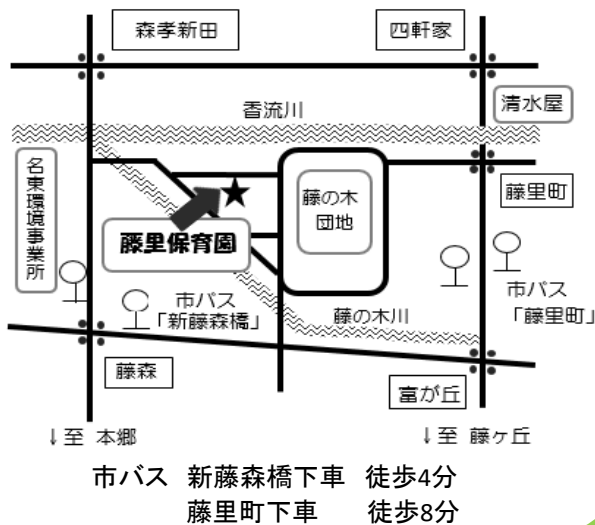 森孝新田
四軒家
香流川
清水屋
名東環境事業所
藤里町
藤の木
団地
藤里保育園
市バス
「新藤森橋」
藤の木川
市バス
「藤里町」
藤森
富が丘
↓至 本郷
↓至 藤ヶ丘
市バス 新藤森橋下車 徒歩4分
藤里町下車 徒歩8分